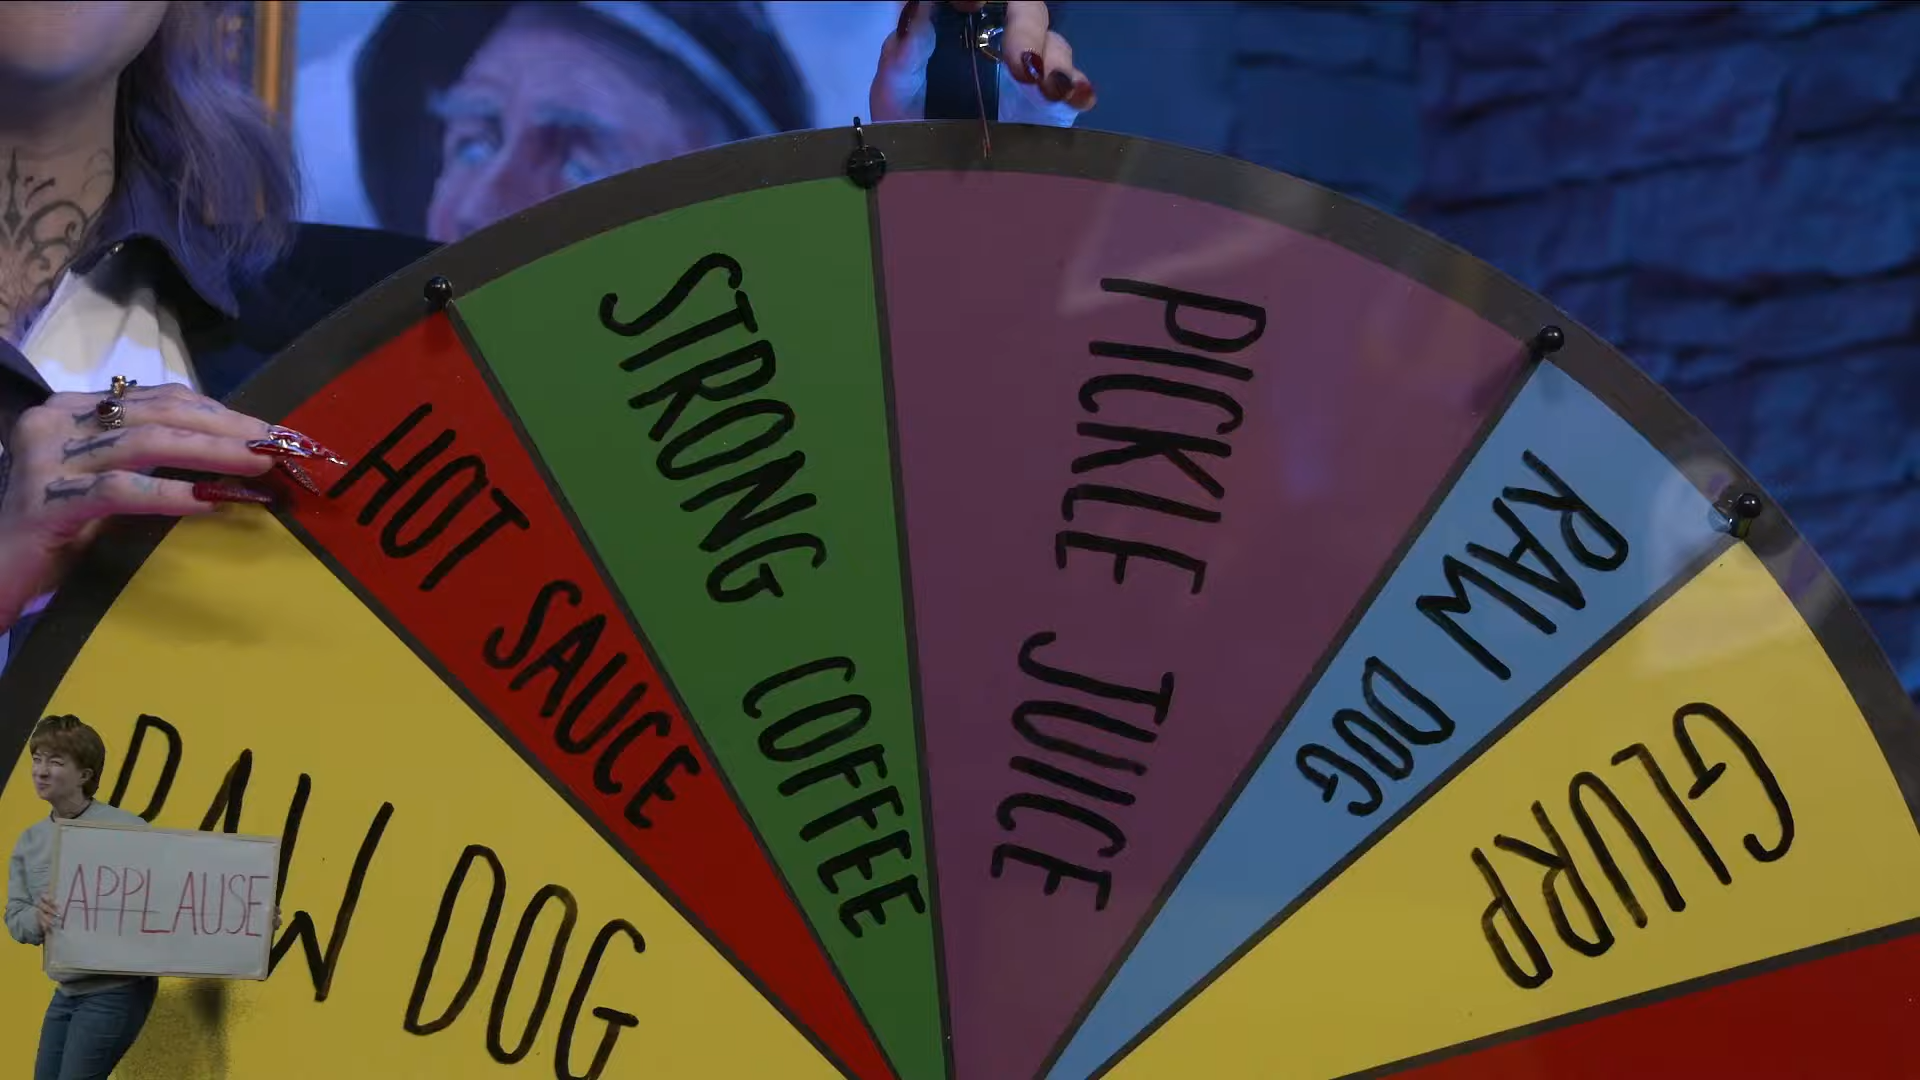 RAW DOG
HOT SAUCE
STRONG COFFEE
PICKLE JUICE
RAW DOG
GLURP
APPLAUSE